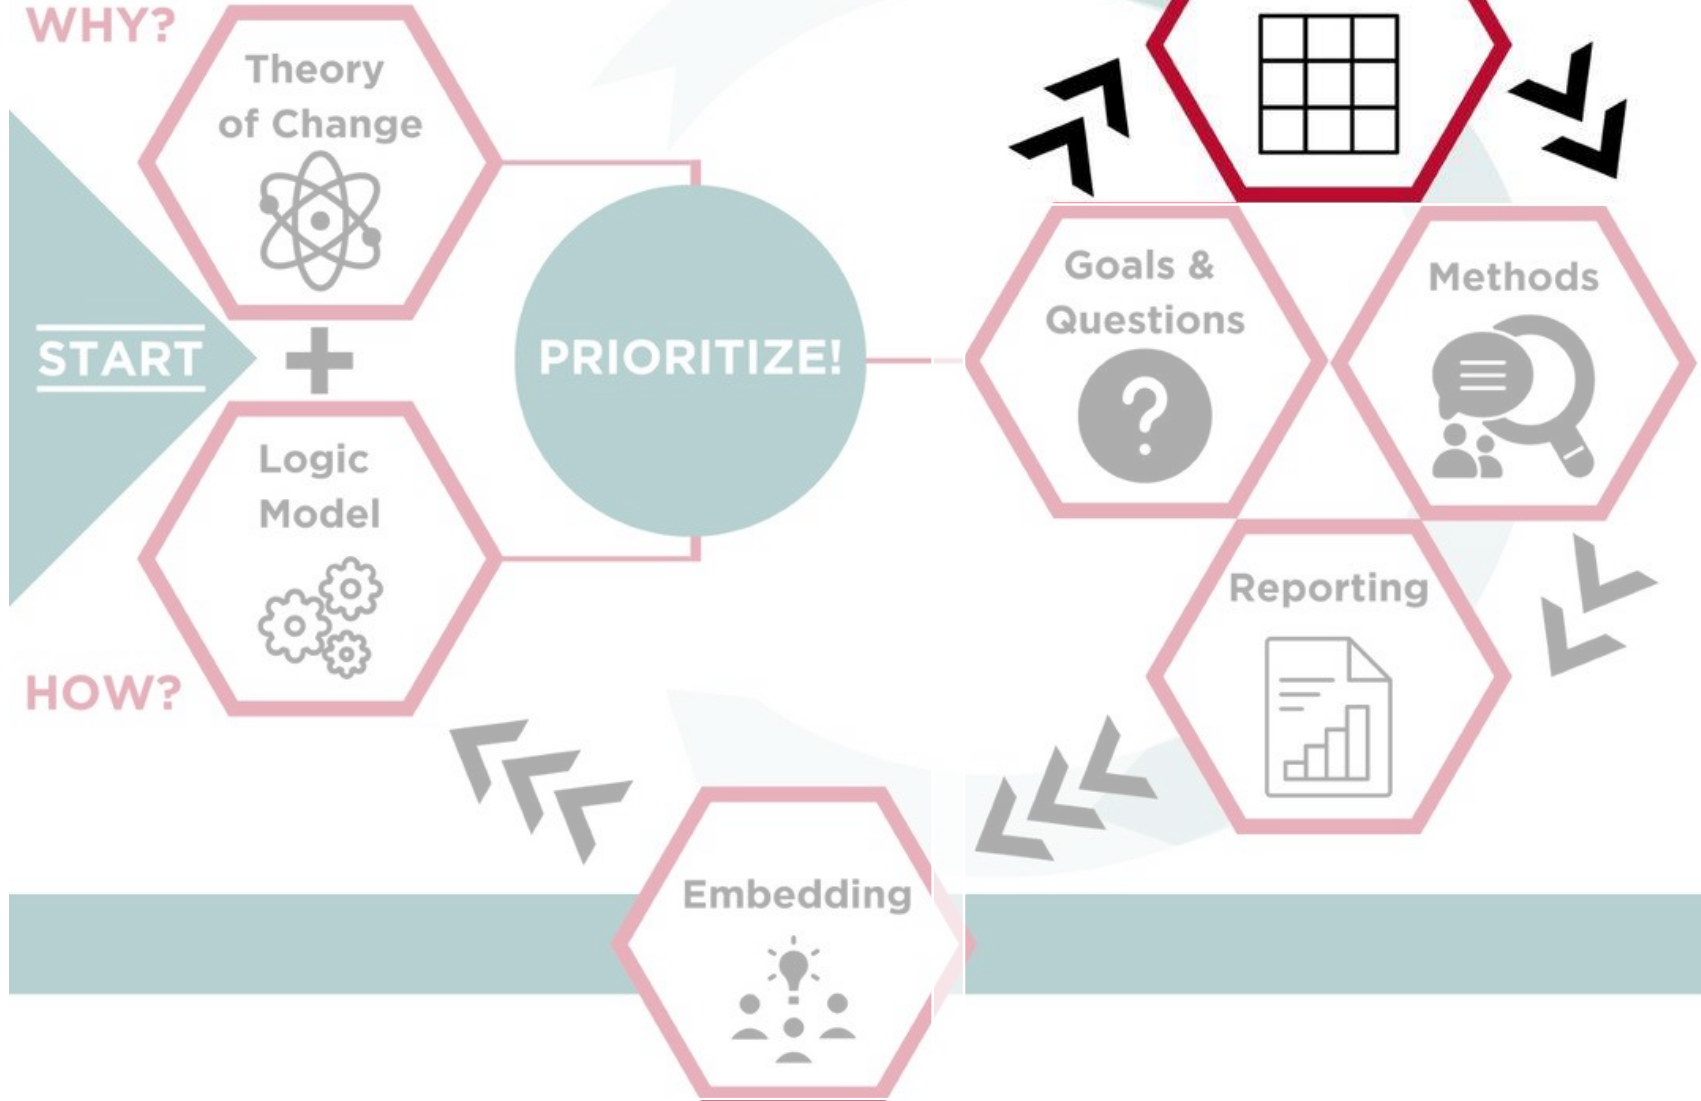 WHY?
Theory
of Change
START
Logic
Model
HOW?
PRIORITIZE!
Goals &
Questions
?
Methods
Reporting
Embedding